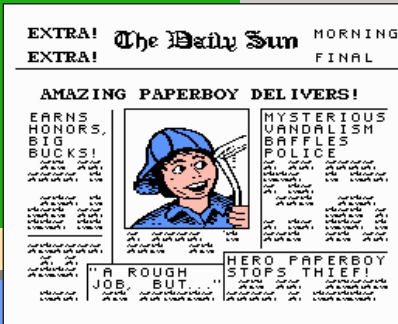 EXTRA! The Daily Sun MORNING
EXTRA! FINAL
AMAZING PAPERBOY DELIVERS!
EARNS
HONORS,
BIG
BUCKS!
MYSTERIOUS
VANDALISM
BAFFLES
POLICE
"A ROUGH
JOB, BUT..."
HERO PAPERBOY
STOPS THIEF!